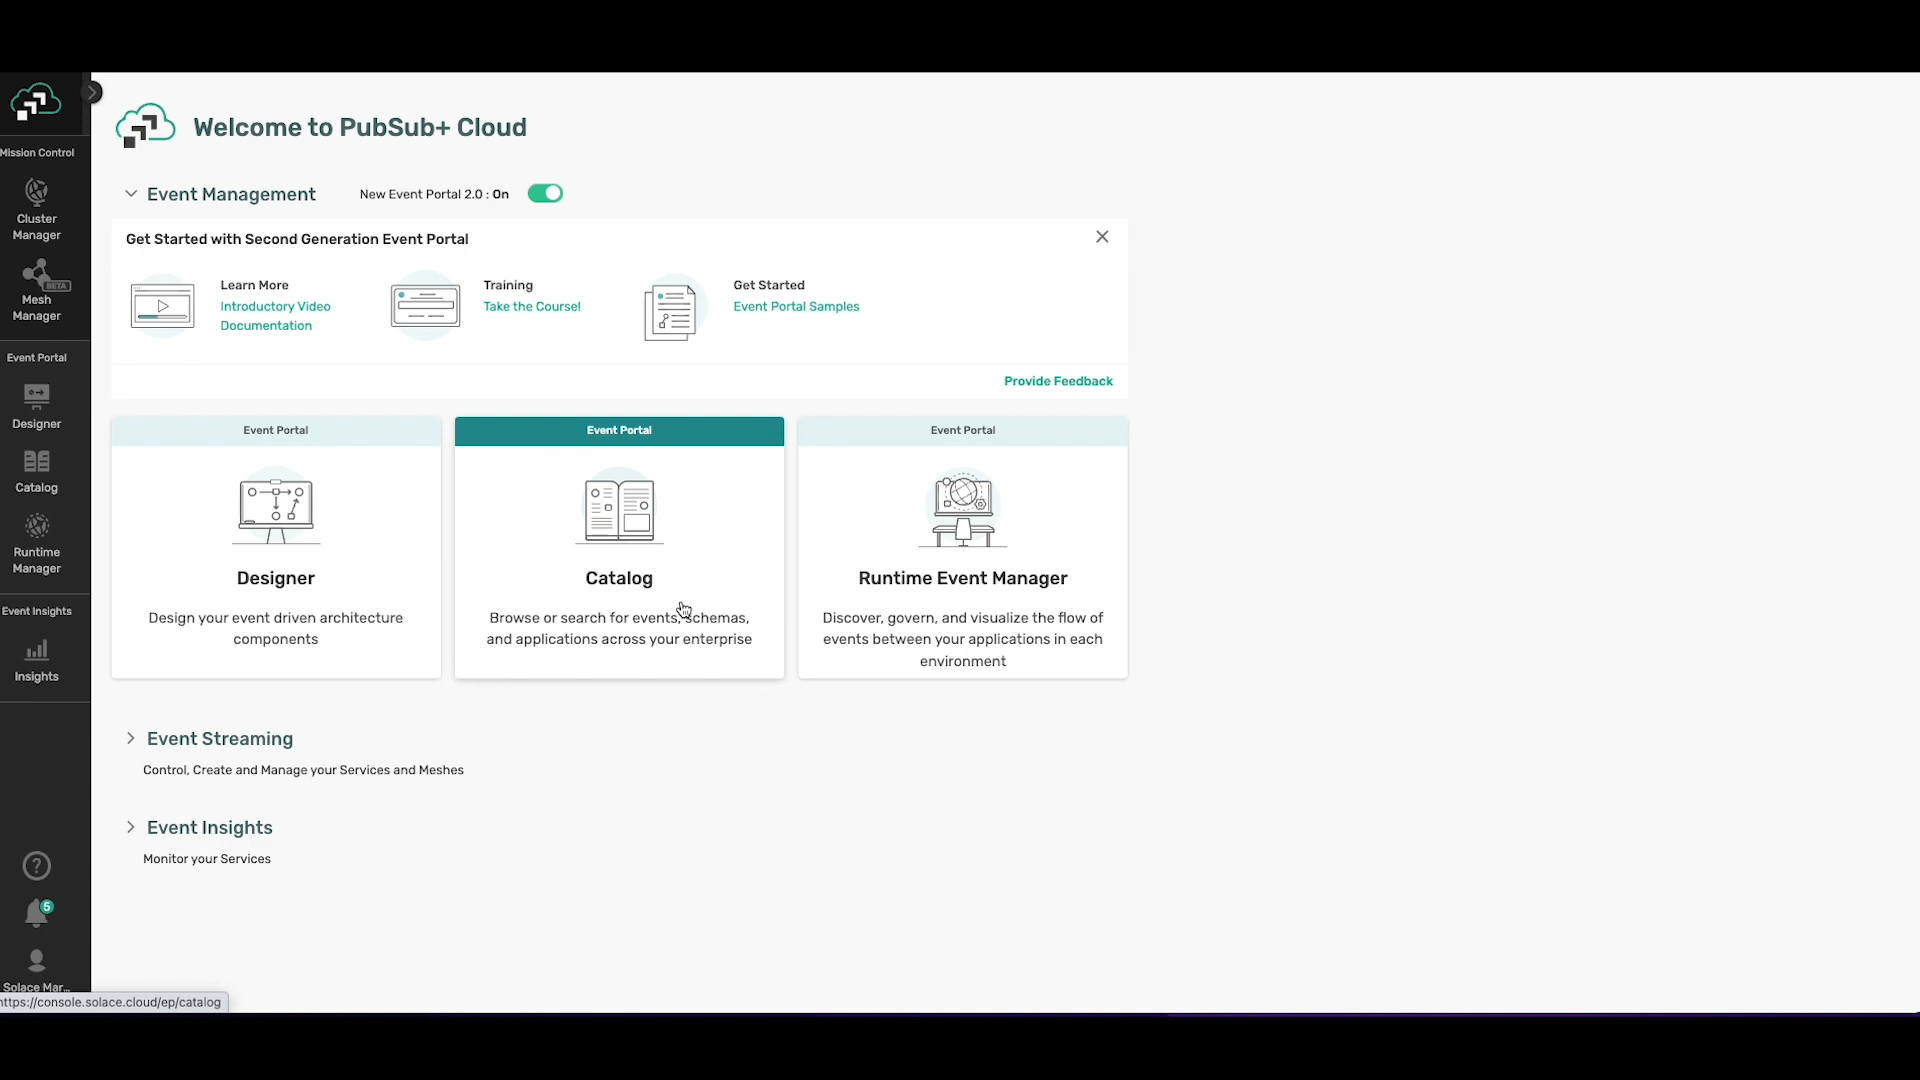 Welcome to PubSub+ Cloud
Mission Control
Cluster
Manager
BETA
Mesh
Manager
Event Portal
Designer
Catalog
Runtime
Manager
Event Insights
Insights
5
Solace Mar...
https://console.solace.cloud/ep/catalog
Event Management
New Event Portal 2.0 : On
Get Started with Second Generation Event Portal
Learn More
Introductory Video
Documentation
Training
Take the Course!
Get Started
Event Portal Samples
Provide Feedback
Event Portal
Designer
Design your event driven architecture
components
Event Portal
Catalog
Browse or search for events, schemas,
and applications across your enterprise
Event Portal
Runtime Event Manager
Discover, govern, and visualize the flow of
events between your applications in each
environment
Event Streaming
Control, Create and Manage your Services and Meshes
Event Insights
Monitor your Services